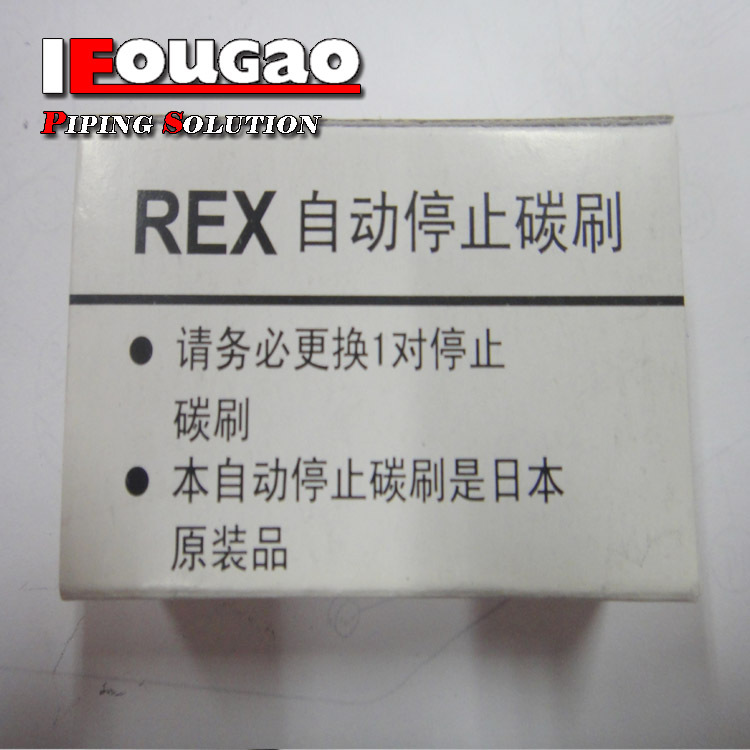 IFOUGAO
PIPING SOLUTION
REX 自动停止碳刷
● 请务必更换1对停止
碳刷
● 本自动停止碳刷是日本
原装品